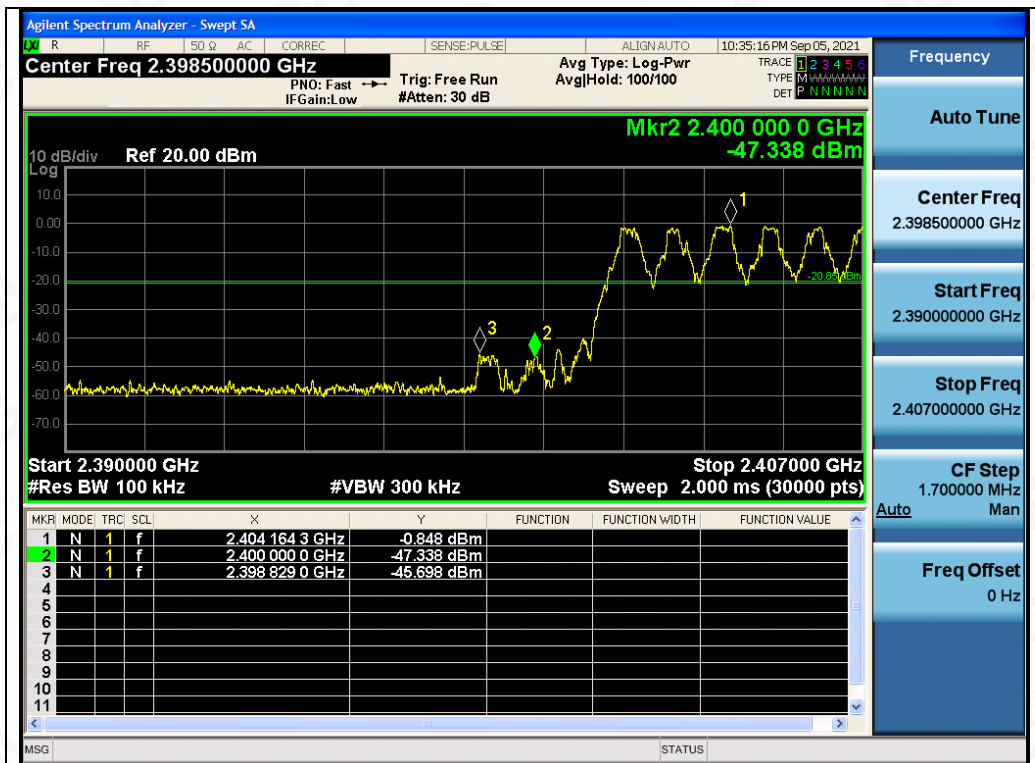 Agilent Spectrum Analyzer - Swept SA
LXI R RF 50 Ω AC CORREC SENSE:PULSE ALIGN AUTO 10:35:16 PM Sep 05, 2021
Center Freq 2.398500000 GHz
PNO: Fast
IFGain:Low
Trig: Free Run
#Atten: 30 dB
Avg Type: Log-Pwr
Avg|Hold: 100/100
TRACE 1 2 3 4 5 6
TYPE M
DET P N N N N N
Mkr2 2.400 000 0 GHz
-47.338 dBm
10 dB/div Ref 20.00 dBm
Log
10.0
0.00
-10.0
-20.0
-30.0
-40.0
-50.0
-60.0
-70.0
1
2
3
Start 2.390000 GHz Stop 2.407000 GHz
#Res BW 100 kHz #VBW 300 kHz Sweep 2.000 ms (30000 pts)
MKR MODE TRC SCL X Y FUNCTION FUNCTION WIDTH FUNCTION VALUE
1 N 1 f 2.404 164 3 GHz -0.848 dBm
2 N 1 f 2.400 000 0 GHz -47.338 dBm
3 N 1 f 2.398 829 0 GHz -45.698 dBm
4
5
6
7
8
9
10
11
MSG STATUS
Frequency
Auto Tune
Center Freq
2.398500000 GHz
Start Freq
2.390000000 GHz
Stop Freq
2.407000000 GHz
CF Step
1.700000 MHz
Auto Man
Freq Offset
0 Hz